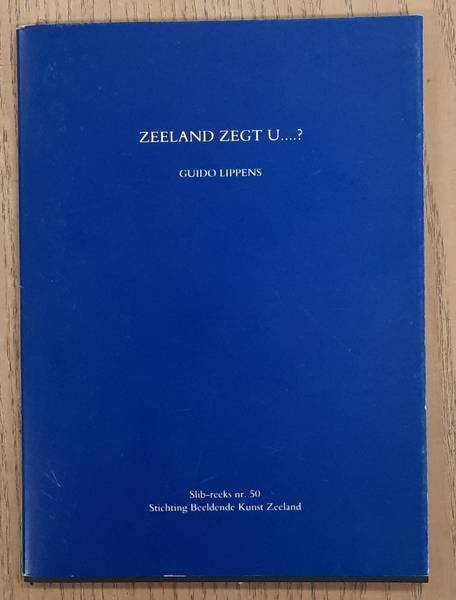 ZEELAND ZEGT U....?
GUIDO LIPPENS
Slib-reeks nr. 50
Stichting Beeldende Kunst Zeeland